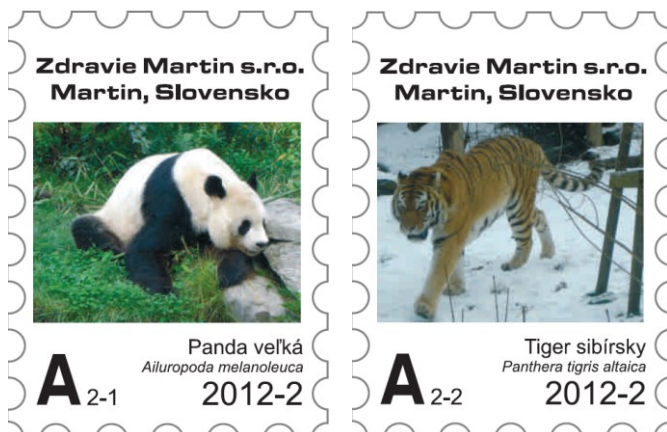 Zdravie Martin s.r.o.
Martin, Slovensko
Panda veľká
Ailuropoda melanoleuca
A 2-1
2012-2
Zdravie Martin s.r.o.
Martin, Slovensko
Tiger sibírsky
Panthera tigris altaica
A 2-2
2012-2